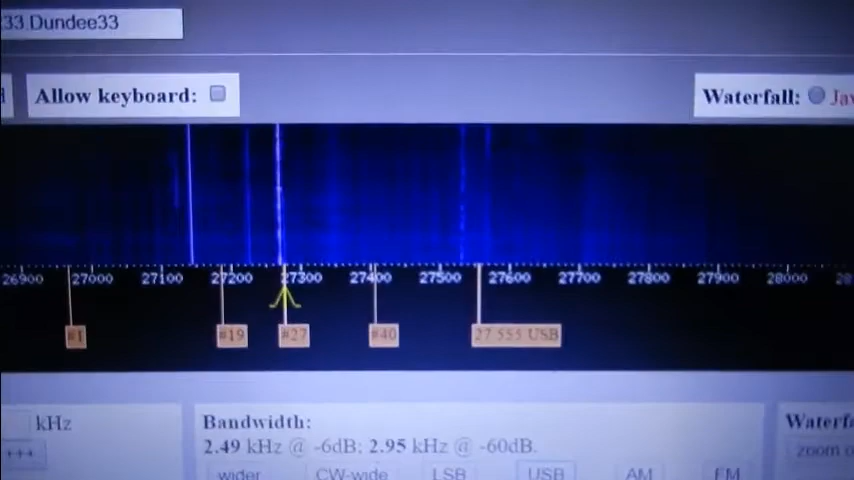 33 Dundee33
Allow keyboard:
Waterfall:
26900 27000 27100 27200 27300 27400 27500 27600 27700 27800 27900 28000 28
#1 #19 #27 #40 27 555 USB
kHz
Bandwidth:
2.49 kHz @ -6dB; 2.95 kHz @ -60dB.
+++
zoom
wider CW-wide LSB USB AM FM